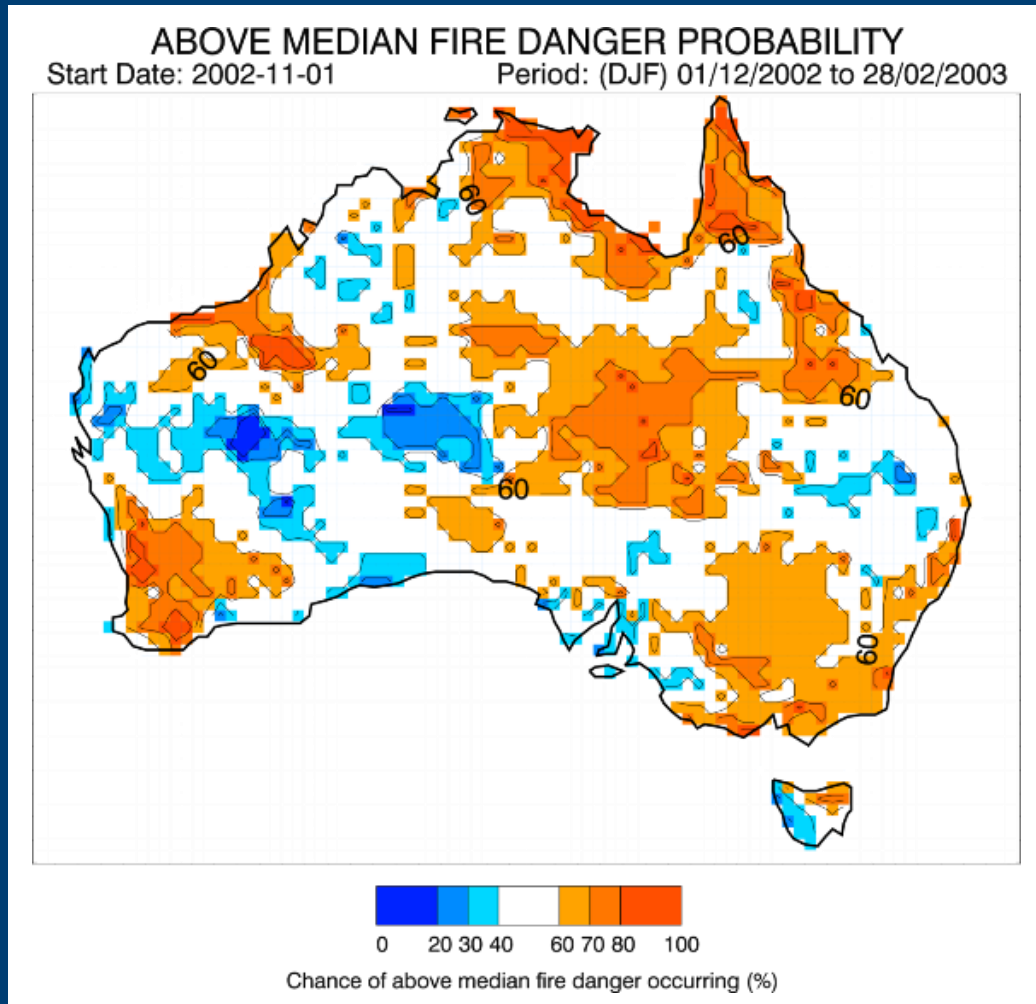 ABOVE MEDIAN FIRE DANGER PROBABILITY
Start Date: 2002-11-01 Period: (DJF) 01/12/2002 to 28/02/2003
60
60
60
60
60
60
0 20 30 40 60 70 80 100
Chance of above median fire danger occurring (%)